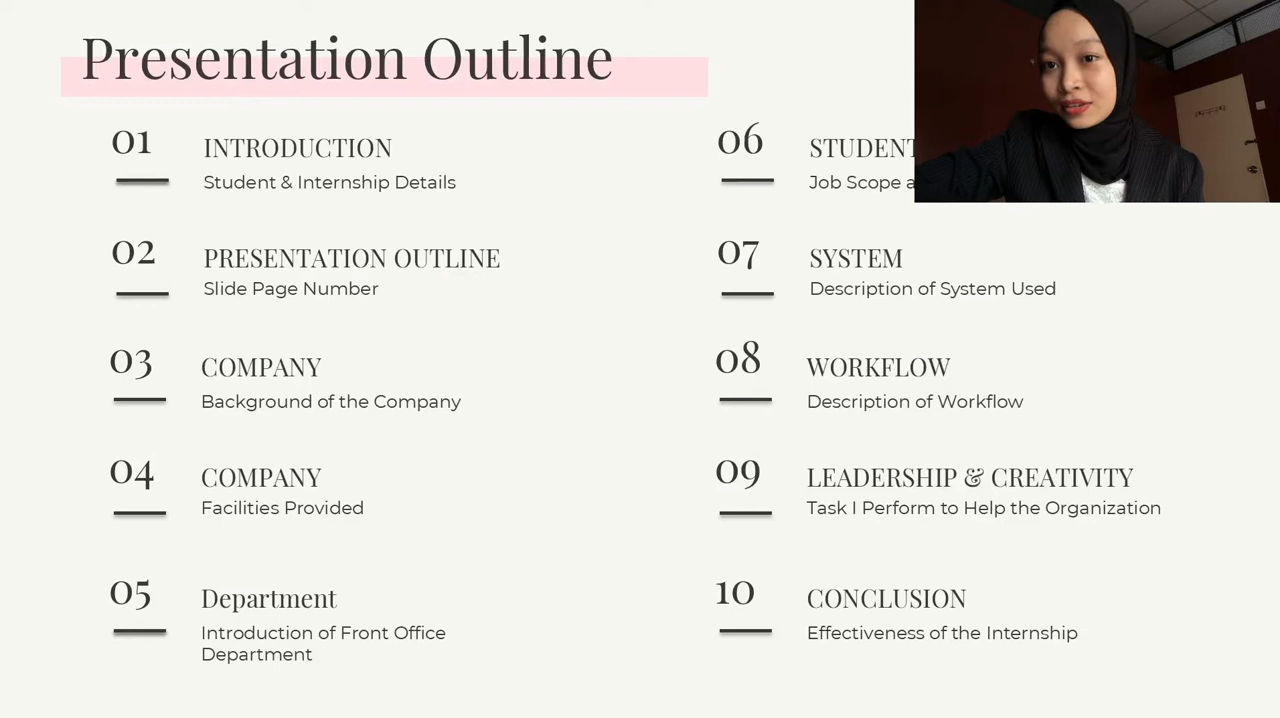 Presentation Outline
01
INTRODUCTION
Student & Internship Details
02
PRESENTATION OUTLINE
Slide Page Number
03
COMPANY
Background of the Company
04
COMPANY
Facilities Provided
05
Department
Introduction of Front Office
Department
06
STUDENT
Job Scope
07
SYSTEM
Description of System Used
08
WORKFLOW
Description of Workflow
09
LEADERSHIP & CREATIVITY
Task I Perform to Help the Organization
10
CONCLUSION
Effectiveness of the Internship